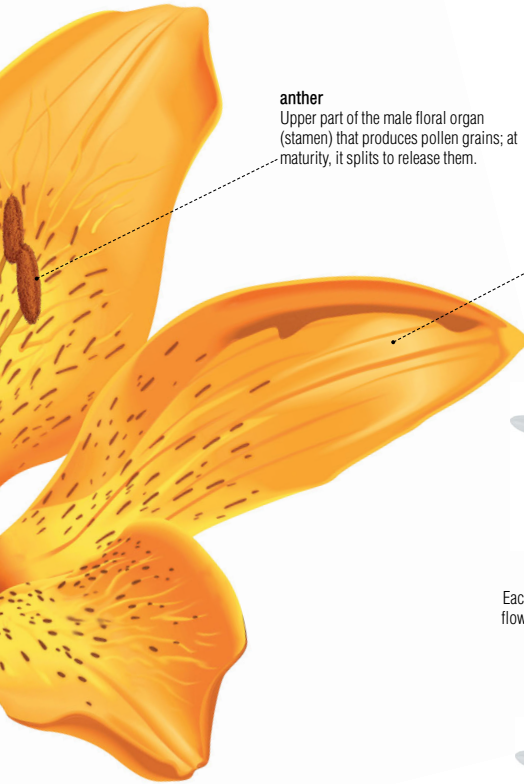 anther
Upper part of the male floral organ
(stamen) that produces pollen grains; at
maturity, it splits to release them.